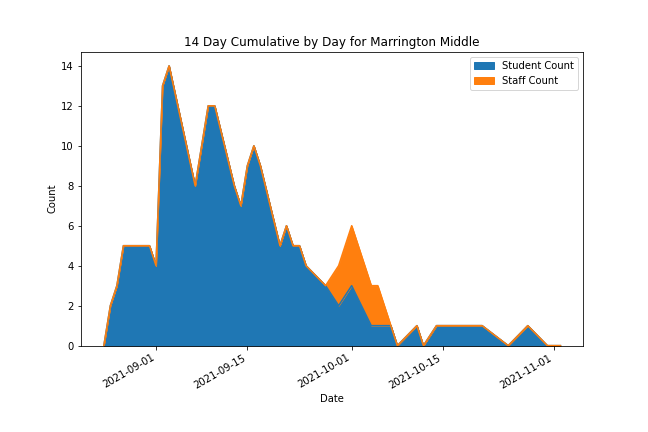 14 Day Cumulative by Day for Marrington Middle
Student Count
Staff Count
Count
14
12
10
8
6
4
2
0
2021-09-01
2021-09-15
2021-10-01
2021-10-15
2021-11-01
Date